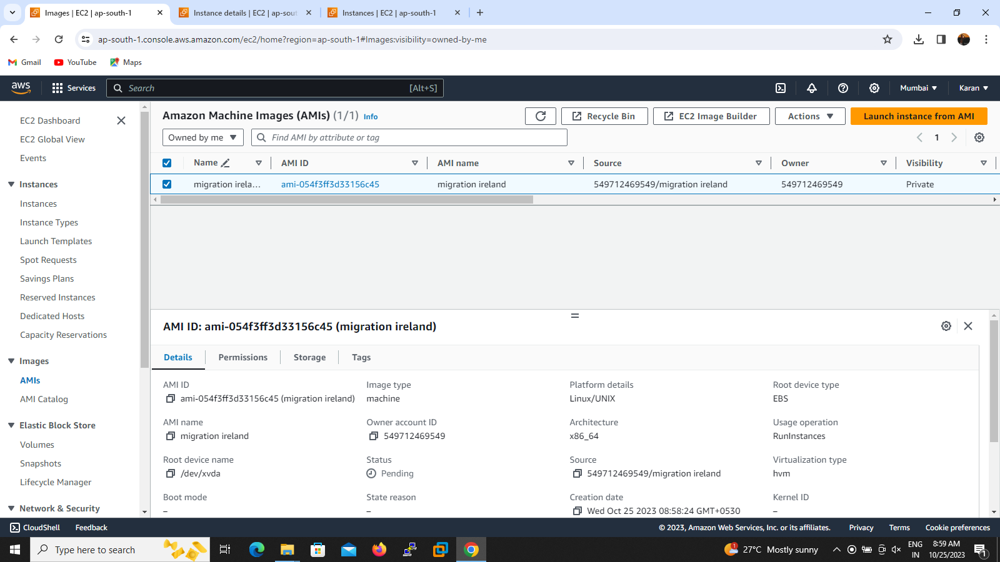 Images | EC2 | ap-south-1
Instance details | EC2 | ap-sout
Instances | EC2 | ap-south-1
ap-south-1.console.aws.amazon.com/ec2/home?region=ap-south-1#Images:visibility=owned-by-me
Gmail
YouTube
Maps
aws
Services
Search
[Alt+S]
Mumbai
Karan
EC2 Dashboard
EC2 Global View
Events
Instances
Instances
Instance Types
Launch Templates
Spot Requests
Savings Plans
Reserved Instances
Dedicated Hosts
Capacity Reservations
Images
AMIs
AMI Catalog
Elastic Block Store
Volumes
Snapshots
Lifecycle Manager
Network & Security
Amazon Machine Images (AMIs) (1/1) Info
Recycle Bin
EC2 Image Builder
Actions
Launch instance from AMI
Owned by me
Find AMI by attribute or tag
1
Name
AMI ID
AMI name
Source
Owner
Visibility
migration irela...
ami-054f3ff3d33156c45
migration ireland
549712469549/migration ireland
549712469549
Private
AMI ID: ami-054f3ff3d33156c45 (migration ireland)
Details
Permissions
Storage
Tags
AMI ID
ami-054f3ff3d33156c45 (migration ireland)
Image type
machine
Platform details
Linux/UNIX
Root device type
EBS
AMI name
migration ireland
Owner account ID
549712469549
Architecture
x86_64
Usage operation
RunInstances
Root device name
/dev/xvda
Status
Pending
Source
549712469549/migration ireland
Virtualization type
hvm
Boot mode
–
State reason
–
Creation date
Wed Oct 25 2023 08:58:24 GMT+0530
Kernel ID
–
CloudShell
Feedback
© 2023, Amazon Web Services, Inc. or its affiliates.
Privacy
Terms
Cookie preferences
Type here to search
1
27°C Mostly sunny
ENG
IN
8:59 AM
10/25/2023
1